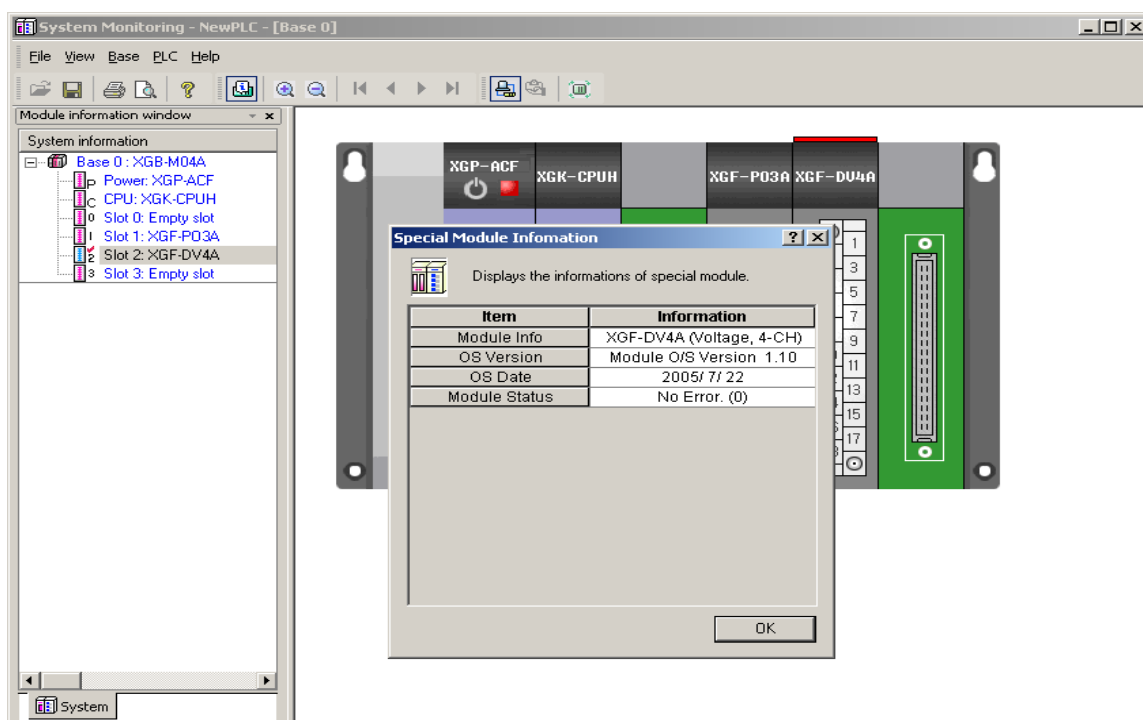 System Monitoring - NewPLC - [Base 0]
File View Base PLC Help
Module information window
System information
Base 0 : XGB-M04A
P Power: XGP-ACF
C CPU: XGK-CPUH
0 Slot 0: Empty slot
1 Slot 1: XGF-PO3A
2 Slot 2: XGF-DV4A
3 Slot 3: Empty slot
System
XGP-ACF XGK-CPUH XGF-PO3A XGF-DV4A
Special Module Infomation
Displays the informations of special module.
Item Information
Module Info XGF-DV4A (Voltage, 4-CH)
OS Version Module O/S Version 1.10
OS Date 2005/ 7/ 22
Module Status No Error. (0)
OK
1
3
5
7
9
11
13
15
17